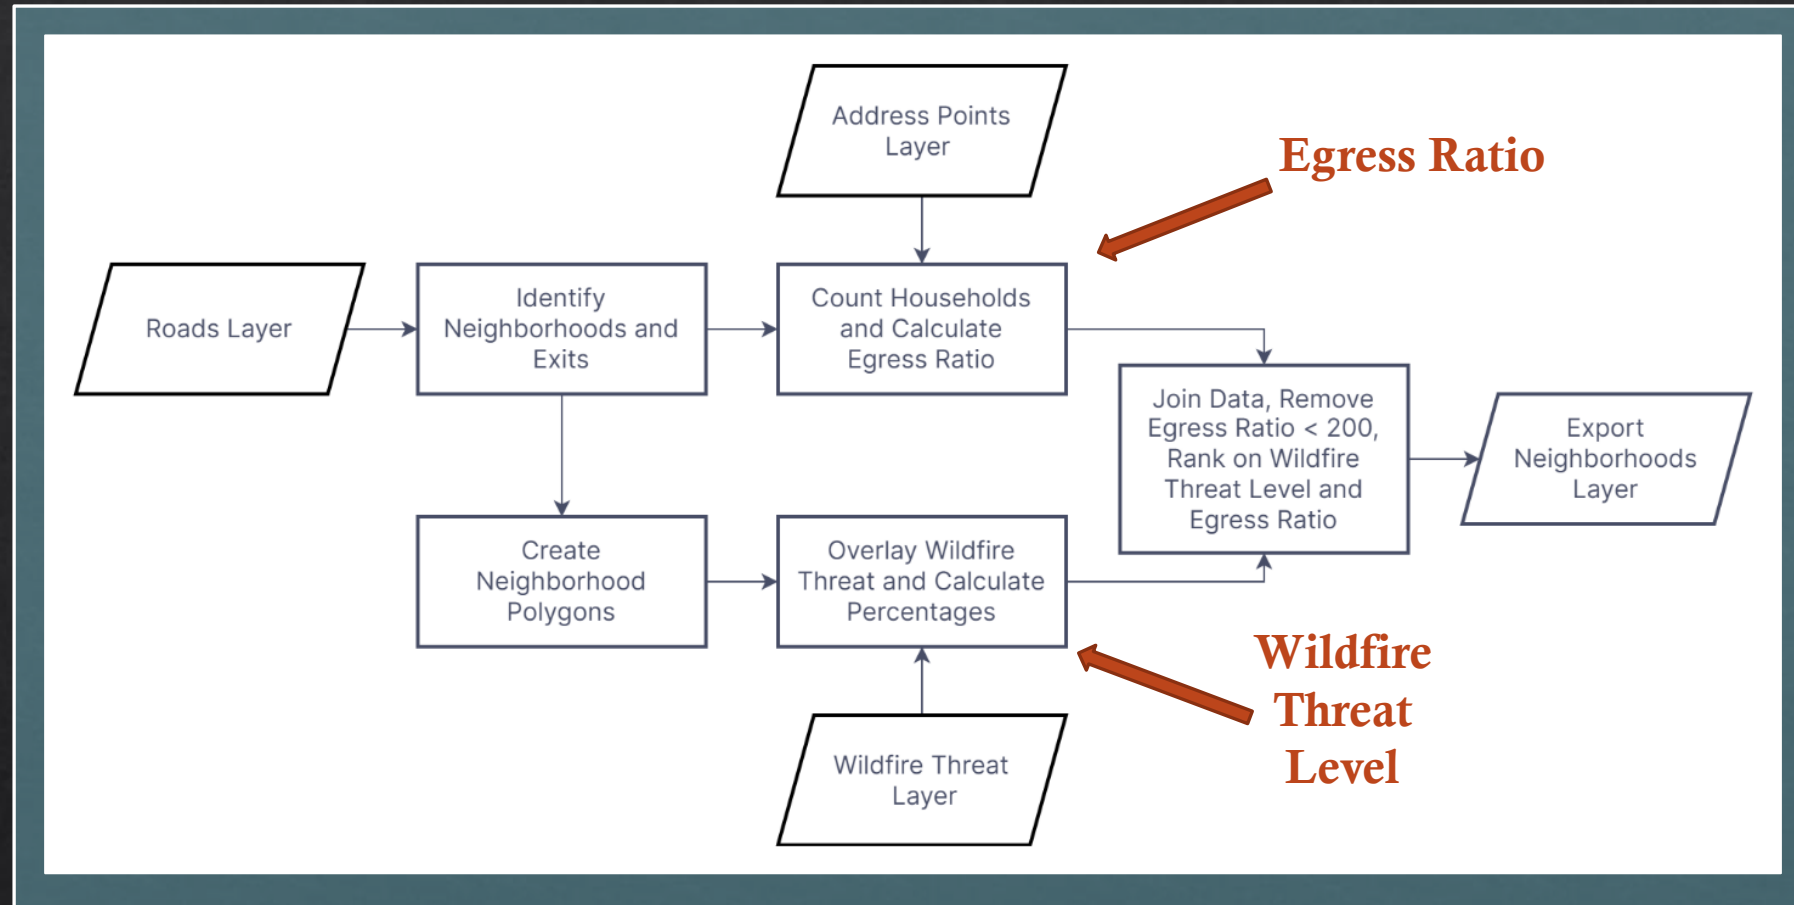 Address Points
Layer
Egress Ratio
Roads Layer
Identify
Neighborhoods and
Exits
Count Households
and Calculate
Egress Ratio
Join Data, Remove
Egress Ratio < 200,
Rank on Wildfire
Threat Level and
Egress Ratio
Export
Neighborhoods
Layer
Create
Neighborhood
Polygons
Overlay Wildfire
Threat and Calculate
Percentages
Wildfire
Threat
Level
Wildfire Threat
Layer